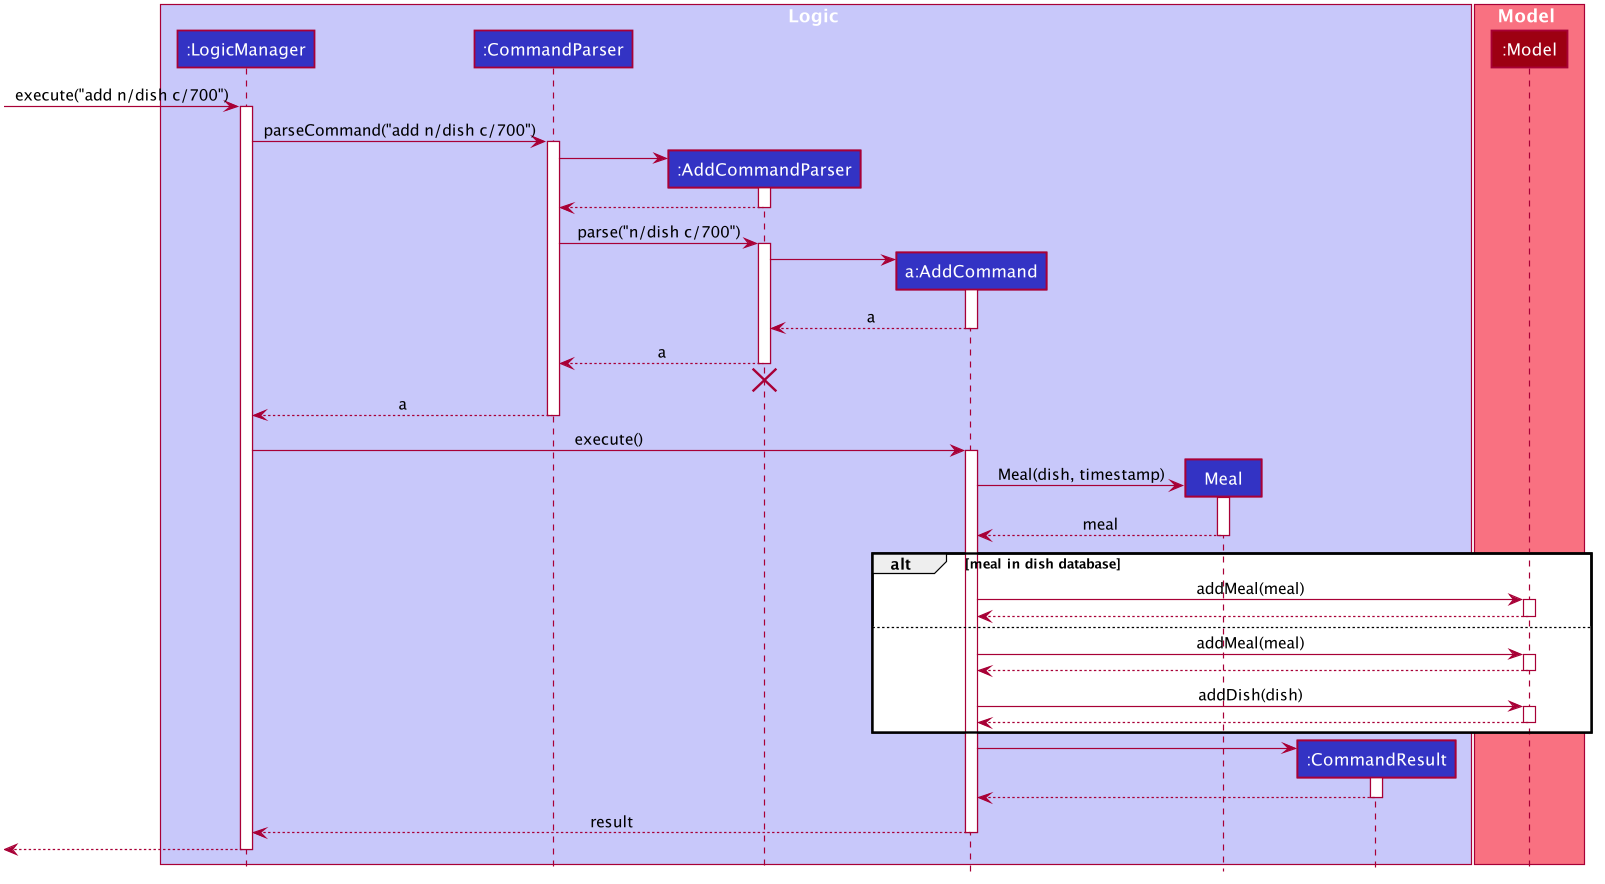 Logic
Model
:LogicManager
:CommandParser
:Model
execute("add n/dish c/700")
parseCommand("add n/dish c/700")
:AddCommandParser
parse("n/dish c/700")
a:AddCommand
a
a
a
execute()
Meal(dish, timestamp)
Meal
meal
alt
[meal in dish database]
addMeal(meal)
addMeal(meal)
addDish(dish)
:CommandResult
result